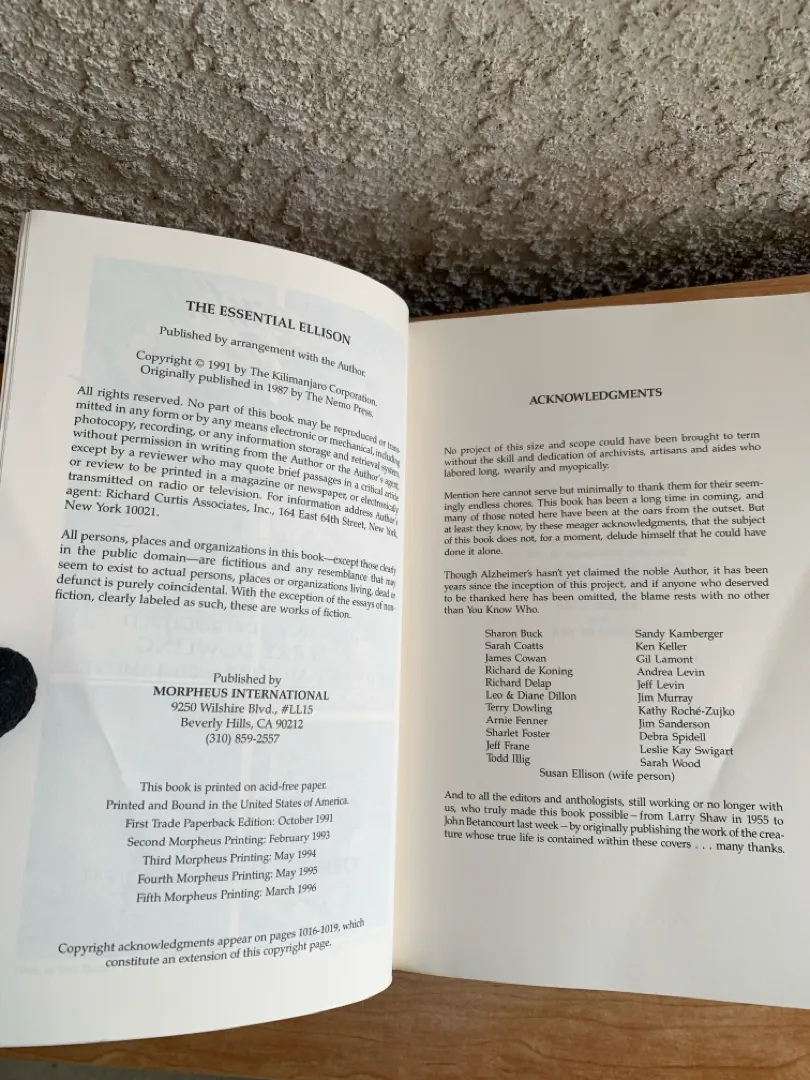 THE ESSENTIAL ELLISON
Published by arrangement with the Author.
Copyright © 1991 by The Kilimanjaro Corporation.
Originally published in 1987 by The Nemo Press.
All rights reserved. No part of this book may be reproduced or trans-
mitted in any form or by any means electronic or mechanical, including
photocopy, recording, or any information storage and retrieval system,
without permission in writing from the Author or the Author's agent,
except by a reviewer who may quote brief passages in a critical article
or review to be printed in a magazine or newspaper, or electronically
transmitted on radio or television. For information address Author's
agent: Richard Curtis Associates, Inc., 164 East 64th Street, New York,
New York 10021.
All persons, places and organizations in this book—except those clearly
in the public domain—are fictitious and any resemblance that may
seem to exist to actual persons, places or organizations living, dead or
defunct is purely coincidental. With the exception of the essays of non-
fiction, clearly labeled as such, these are works of fiction.
Published by
MORPHEUS INTERNATIONAL
9250 Wilshire Blvd., #LL15
Beverly Hills, CA 90212
(310) 859-2557
This book is printed on acid-free paper.
Printed and Bound in the United States of America.
First Trade Paperback Edition: October 1991
Second Morpheus Printing: February 1993
Third Morpheus Printing: May 1994
Fourth Morpheus Printing: May 1995
Fifth Morpheus Printing: March 1996
Copyright acknowledgments appear on pages 1016-1019, which
constitute an extension of this copyright page.
ACKNOWLEDGMENTS
No project of this size and scope could have been brought to term
without the skill and dedication of archivists, artisans and aides who
labored long, wearily and myopically.
Mention here cannot serve but minimally to thank them for their seem-
ingly endless chores. This book has been a long time in coming, and
many of those noted here have been at the oars from the outset. But
at least they know, by these meager acknowledgments, that the subject
of this book does not, for a moment, delude himself that he could have
done it alone.
Though Alzheimer's hasn't yet claimed the noble Author, it has been
years since the inception of this project, and if anyone who deserved
to be thanked here has been omitted, the blame rests with no other
than You Know Who.
Sharon Buck
Sarah Coatts
James Cowan
Richard de Koning
Richard Delap
Leo & Diane Dillon
Terry Dowling
Arnie Fenner
Sharlet Foster
Jeff Frane
Todd Illig
Sandy Kamberger
Ken Keller
Gil Lamont
Andrea Levin
Jeff Levin
Jim Murray
Kathy Roché-Zujko
Jim Sanderson
Debra Spidell
Leslie Kay Swigart
Sarah Wood
Susan Ellison (wife person)
And to all the editors and anthologists, still working or no longer with
us, who truly made this book possible – from Larry Shaw in 1955 to
John Betancourt last week – by originally publishing the work of the crea-
ture whose true life is contained within these covers . . . many thanks.